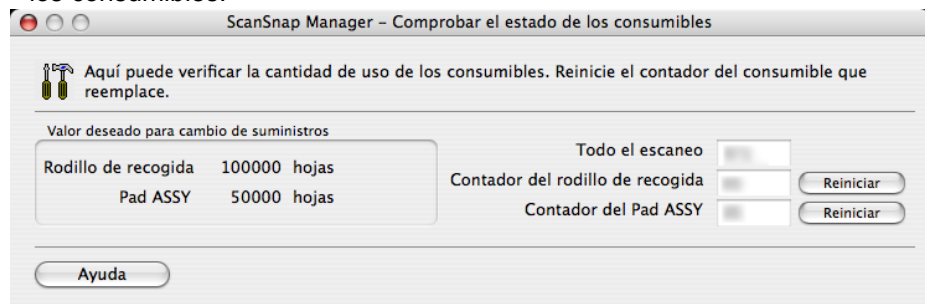 los consumibles.
ScanSnap Manager – Comprobar el estado de los consumibles
Aquí puede verificar la cantidad de uso de los consumibles. Reinicie el contador del consumible que
reemplace.
Valor deseado para cambio de suministros
Rodillo de recogida 100000 hojas
Pad ASSY 50000 hojas
Todo el escaneo
Contador del rodillo de recogida Reiniciar
Contador del Pad ASSY Reiniciar
Ayuda